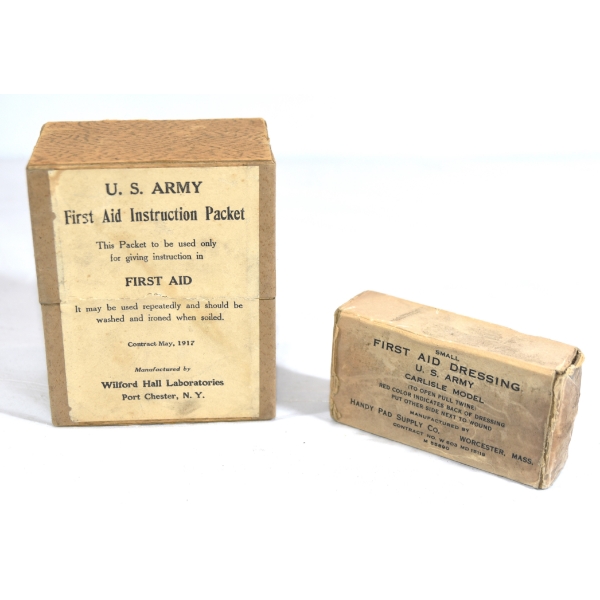 U. S. ARMY
First Aid Instruction Packet
This Packet to be used only
for giving instruction in
FIRST AID
It may be used repeatedly and should be
washed and ironed when soiled.
Contract May, 1917
Manufactured by
Wilford Hall Laboratories
Port Chester, N. Y.
SMALL
FIRST AID DRESSING
U. S. ARMY
CARLISLE MODEL
(TO OPEN PULL TWINE)
RED COLOR INDICATES BACK OF DRESSING
PUT OTHER SIDE NEXT TO WOUND
MANUFACTURED BY
HANDY PAD SUPPLY CO. WORCESTER, MASS.
CONTRACT NO. W